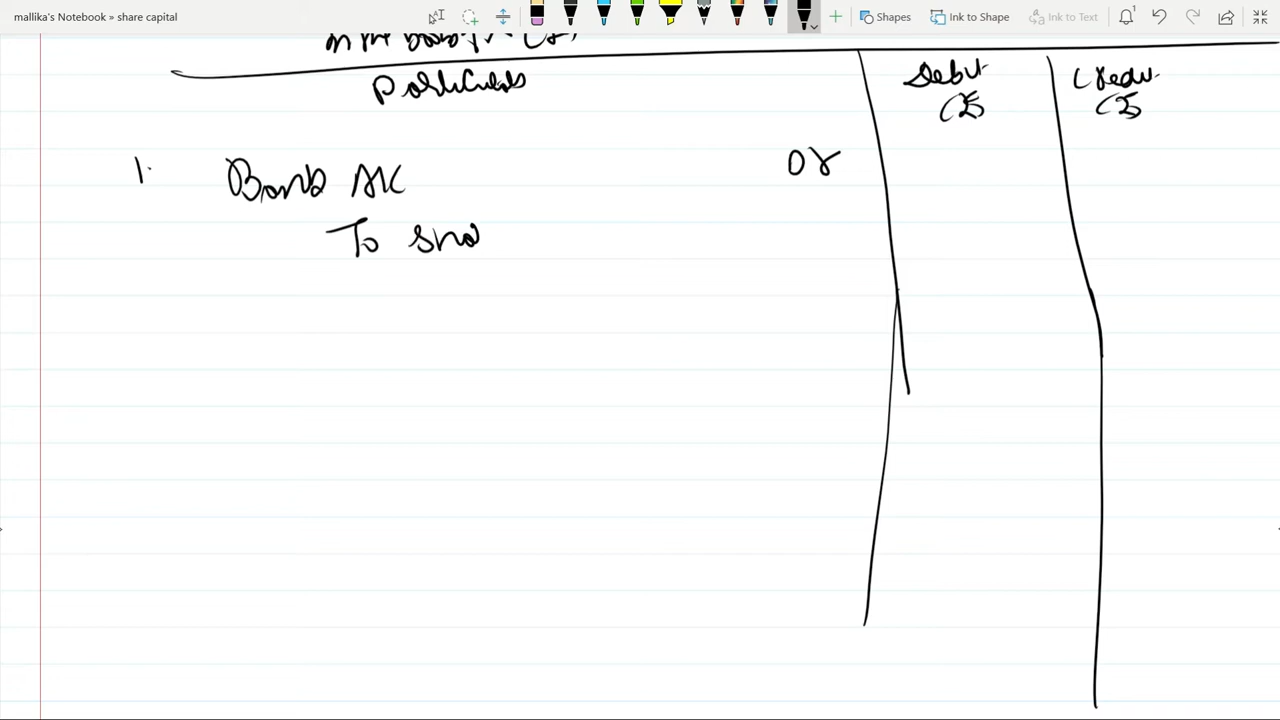 mallika's Notebook » share capital
Shapes Ink to Shape Ink to Text
Particulars Debit Credit
(₹) (₹)
1. Bank A/c Dr
To Sha